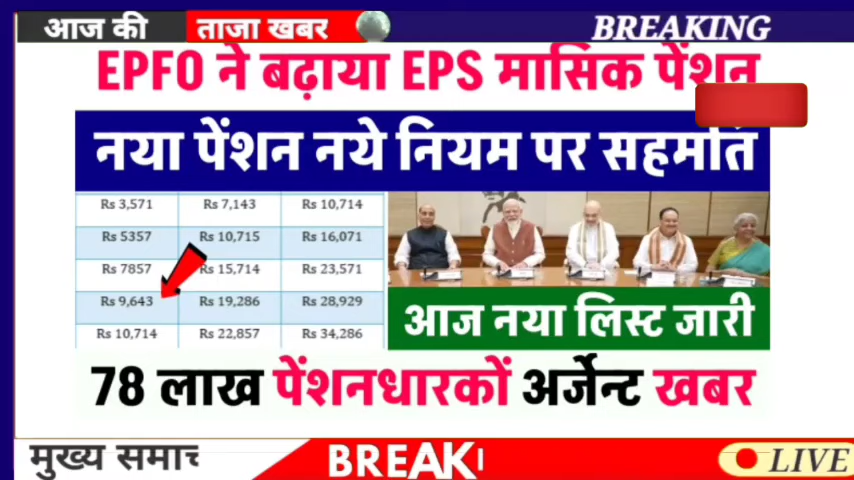 आज की ताजा खबर BREAKING
EPFO ने बढ़ाया EPS मासिक पेंशन
नया पेंशन नये नियम पर सहमति
Rs 3,571 Rs 7,143 Rs 10,714
Rs 5357 Rs 10,715 Rs 16,071
Rs 7857 Rs 15,714 Rs 23,571
Rs 9,643 Rs 19,286 Rs 28,929
Rs 10,714 Rs 22,857 Rs 34,286
आज नया लिस्ट जारी
78 लाख पेंशनधारकों अर्जेन्ट खबर
मुख्य BREAK LIVE